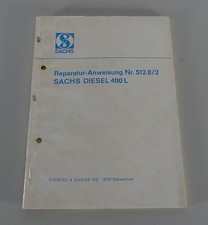 SACHS
Reparatur-Anweisung Nr. 512.8/2
SACHS DIESEL 400 L
FICHTEL & SACHS AG · 8720 Schweinfurt